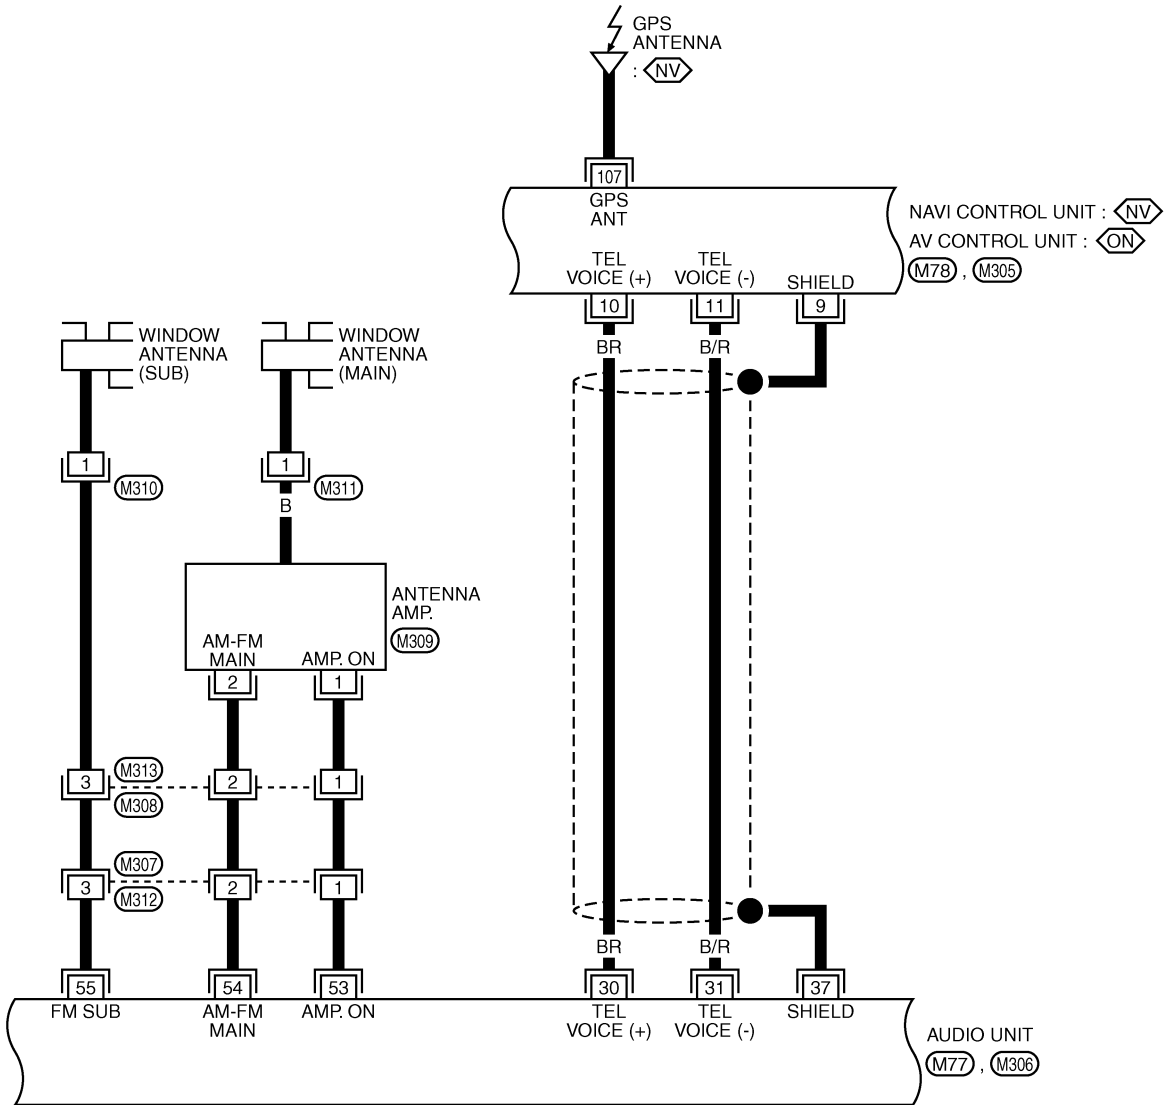 GPS
ANTENNA
: NV
107
GPS
ANT
NAVI CONTROL UNIT : NV
AV CONTROL UNIT : ON
M78 , M305
TEL
VOICE (+)
TEL
VOICE (-)
SHIELD
10
11
9
BR
B/R
WINDOW
ANTENNA
(SUB)
WINDOW
ANTENNA
(MAIN)
1
M310
1
M311
B
ANTENNA
AMP.
M309
AM-FM
MAIN
AMP. ON
2
1
M313
3
2
1
M308
M307
3
2
1
M312
BR
B/R
55
54
53
30
31
37
FM SUB
AM-FM
MAIN
AMP. ON
TEL
VOICE (+)
TEL
VOICE (-)
SHIELD
AUDIO UNIT
M77 , M306